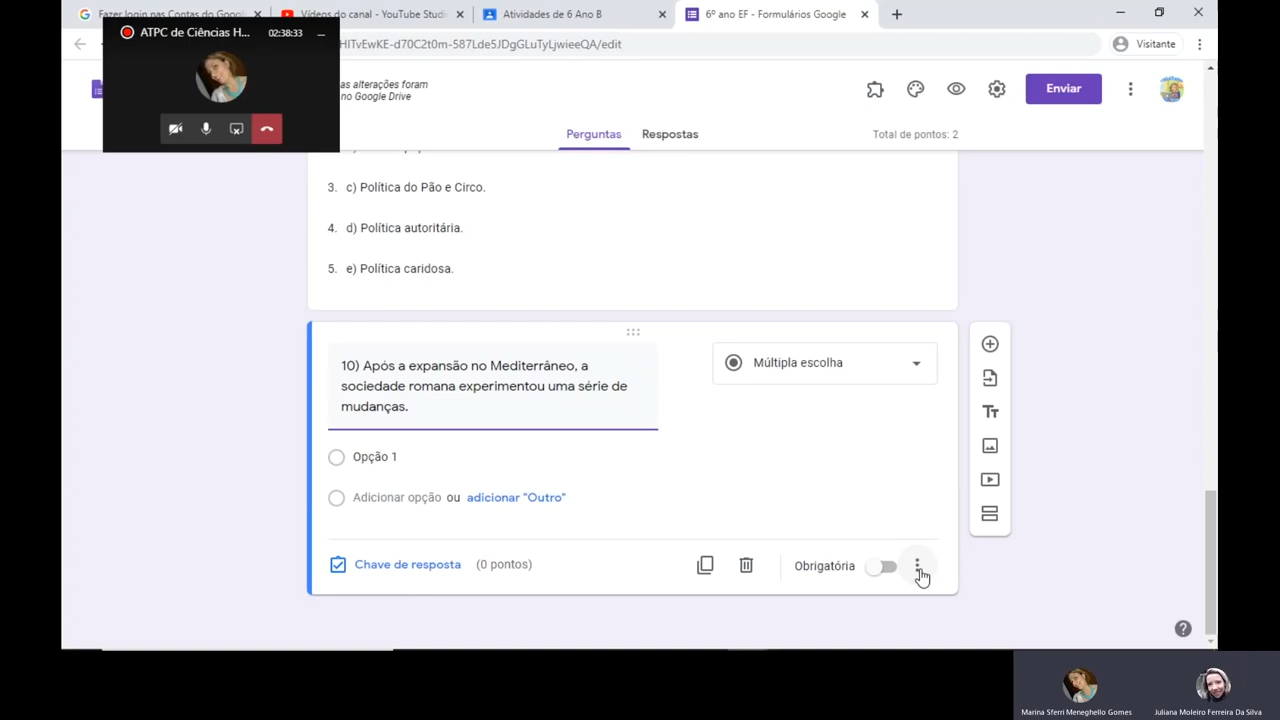 Fazer login nas Contas do Googl
Vídeos do canal - YouTube Studi
Atividades de 6 Ano B
6º ano EF - Formulários Google
ATPC de Ciências H...
02:38:33
HITvEwKE-d70C2t0m-587Lde5JDgGLuTyLjwieeQA/edit
Visitante
as alterações foram
no Google Drive
Enviar
Perguntas
Respostas
Total de pontos: 2
3. c) Política do Pão e Circo.
4. d) Política autoritária.
5. e) Política caridosa.
10) Após a expansão no Mediterrâneo, a
sociedade romana experimentou uma série de
mudanças.
Múltipla escolha
Opção 1
Adicionar opção ou adicionar "Outro"
Chave de resposta (0 pontos)
Obrigatória
Marina Sferri Meneghello Gomes
Juliana Moleiro Ferreira Da Silva